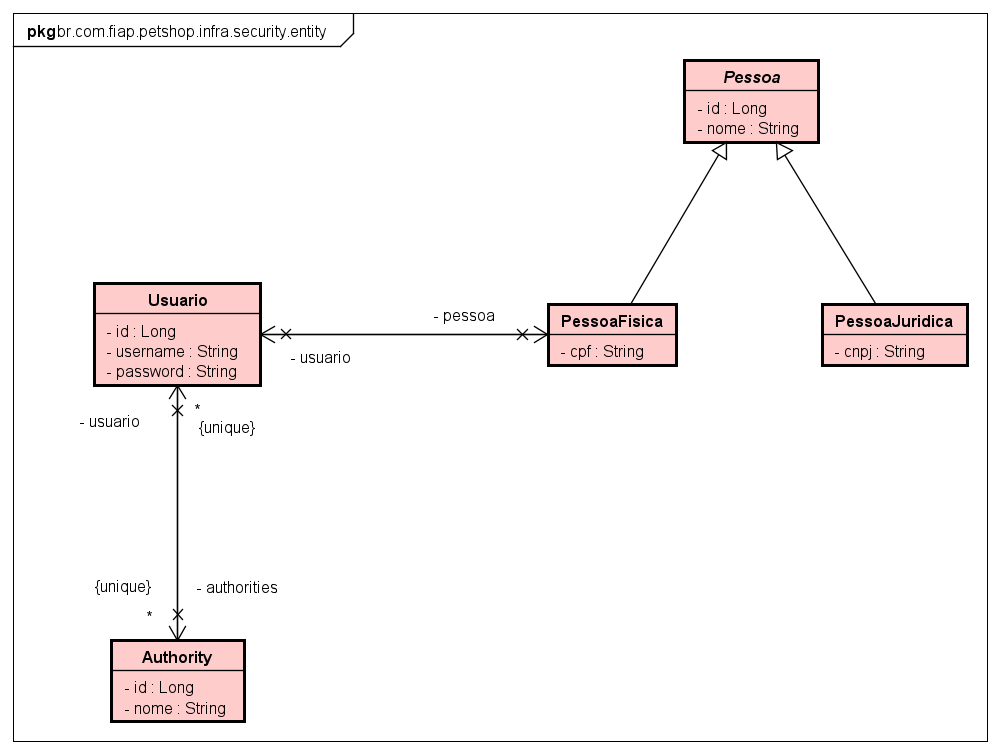 pkgbr.com.fiap.petshop.infra.security.entity
Pessoa
- id : Long
- nome : String
Usuario
- id : Long
- username : String
- password : String
- pessoa
- usuario
PessoaFisica
- cpf : String
PessoaJuridica
- cnpj : String
*
- usuario
{unique}
{unique}
- authorities
*
Authority
- id : Long
- nome : String